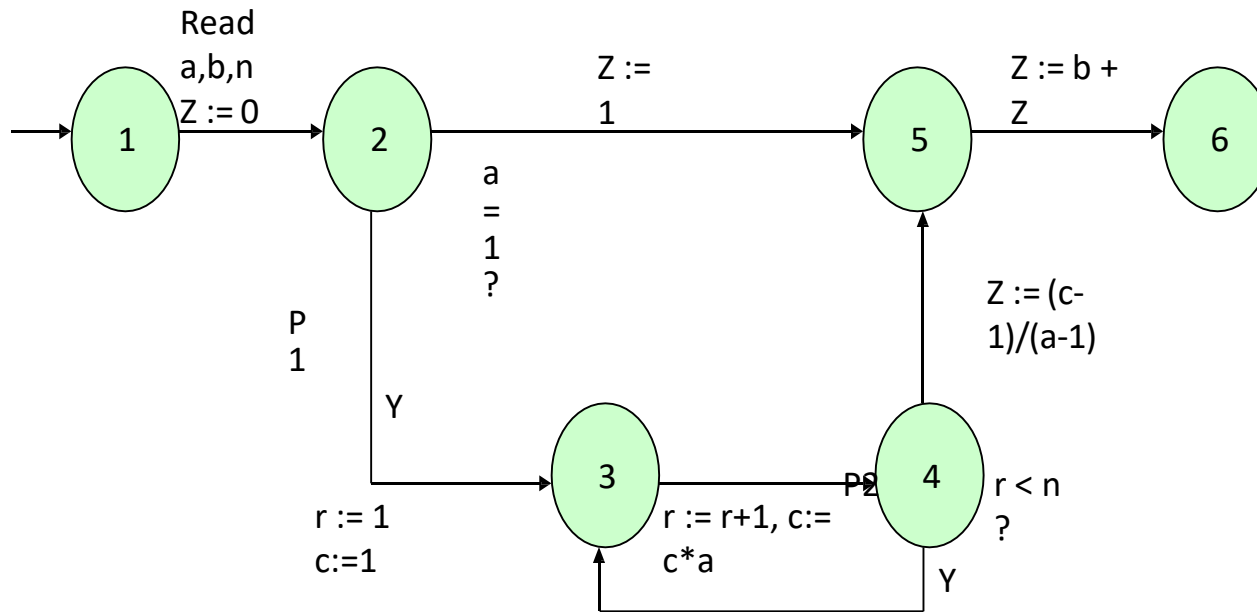 Read
a,b,n
Z := 0
Z :=
1
Z := b +
Z
1
2
5
6
a
=
1
?
Z := (c-
1)/(a-1)
P
1
Y
3
P2
4
r < n
?
r := 1
c:=1
r := r+1, c:=
c*a
Y